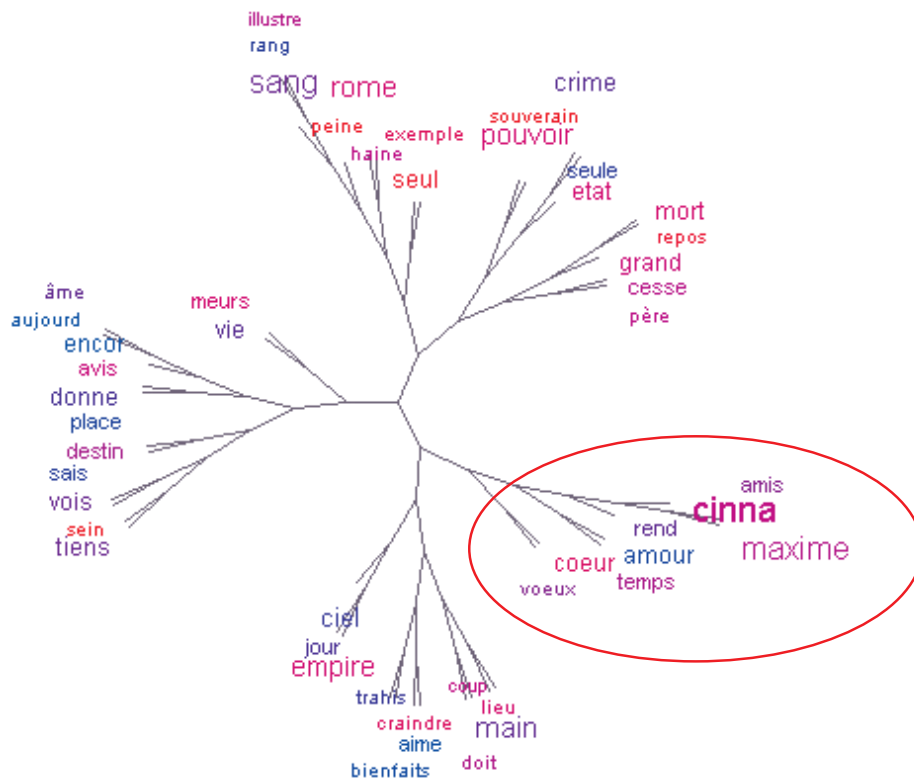 illustre
rang
sang rome
crime
peine
exemple
souverain
pouvoir
haine
seul
seule
etat
mort
repos
grand
cesse
père
âme
aujourd
encor
avis
donne
place
destin
sais
vois
sein
tiens
meurs
vie
amis
cinna
rend
maxime
coeur
amour
voeux
temps
ciel
jour
empire
trahis
craindre
aime
bienfaits
coup
lieu
main
doit